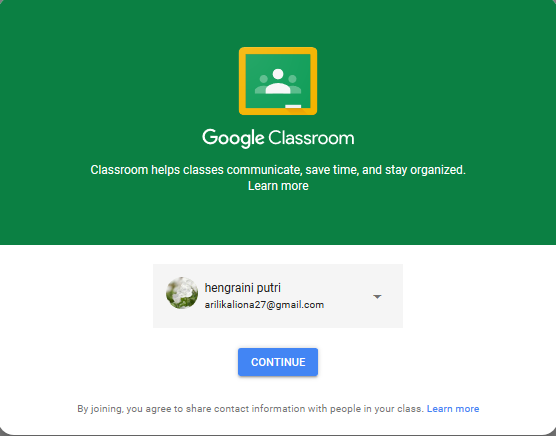 Google Classroom
Classroom helps classes communicate, save time, and stay organized.
Learn more
hengraini putri
arilikaliona27@gmail.com
CONTINUE
By joining, you agree to share contact information with people in your class. Learn more